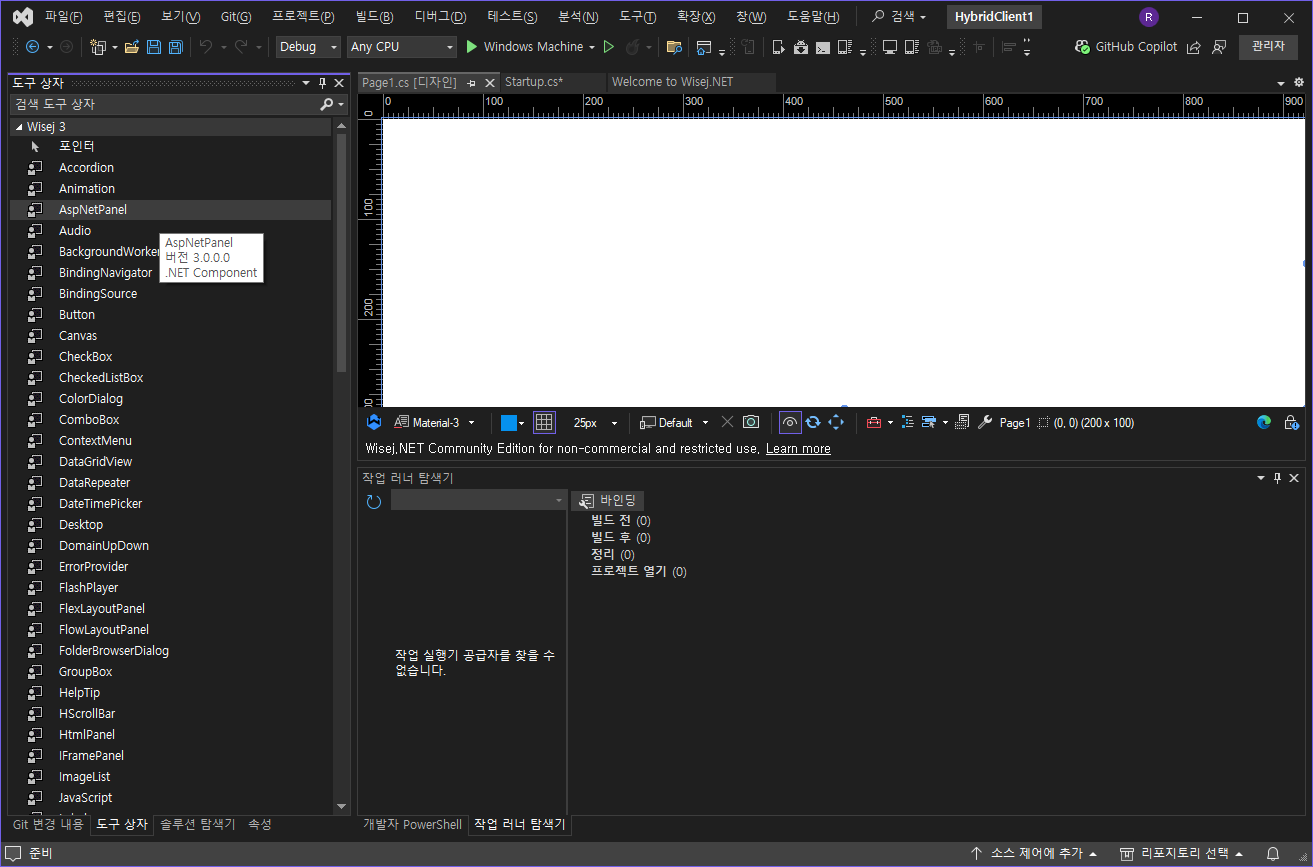 파일(F) 편집(E) 보기(V) Git(G) 프로젝트(P) 빌드(B) 디버그(D) 테스트(S) 분석(N) 도구(T) 확장(X) 창(W) 도움말(H) 검색 HybridClient1 R
Debug Any CPU Windows Machine GitHub Copilot 관리자
도구 상자
검색 도구 상자
Wisej 3
포인터
Accordion
Animation
AspNetPanel
Audio
BackgroundWorker
BindingNavigator
BindingSource
Button
Canvas
CheckBox
CheckedListBox
ColorDialog
ComboBox
ContextMenu
DataGridView
DataRepeater
DateTimePicker
Desktop
DomainUpDown
ErrorProvider
FlashPlayer
FlexLayoutPanel
FlowLayoutPanel
FolderBrowserDialog
GroupBox
HelpTip
HScrollBar
HtmlPanel
IFramePanel
ImageList
JavaScript
AspNetPanel
버전 3.0.0.0
.NET Component
Git 변경 내용 도구 상자 솔루션 탐색기 속성
Page1.cs [디자인] Startup.cs* Welcome to Wisej.NET
0 100 200 300 400 500 600 700 800 900
0
100
200
Material-3 25px Default Page1 (0, 0) (200 x 100)
Wisej.NET Community Edition for non-commercial and restricted use. Learn more
작업 러너 탐색기
바인딩
빌드 전 (0)
빌드 후 (0)
정리 (0)
프로젝트 열기 (0)
작업 실행기 공급자를 찾을 수
없습니다.
개발자 PowerShell 작업 러너 탐색기
준비 소스 제어에 추가 리포지토리 선택